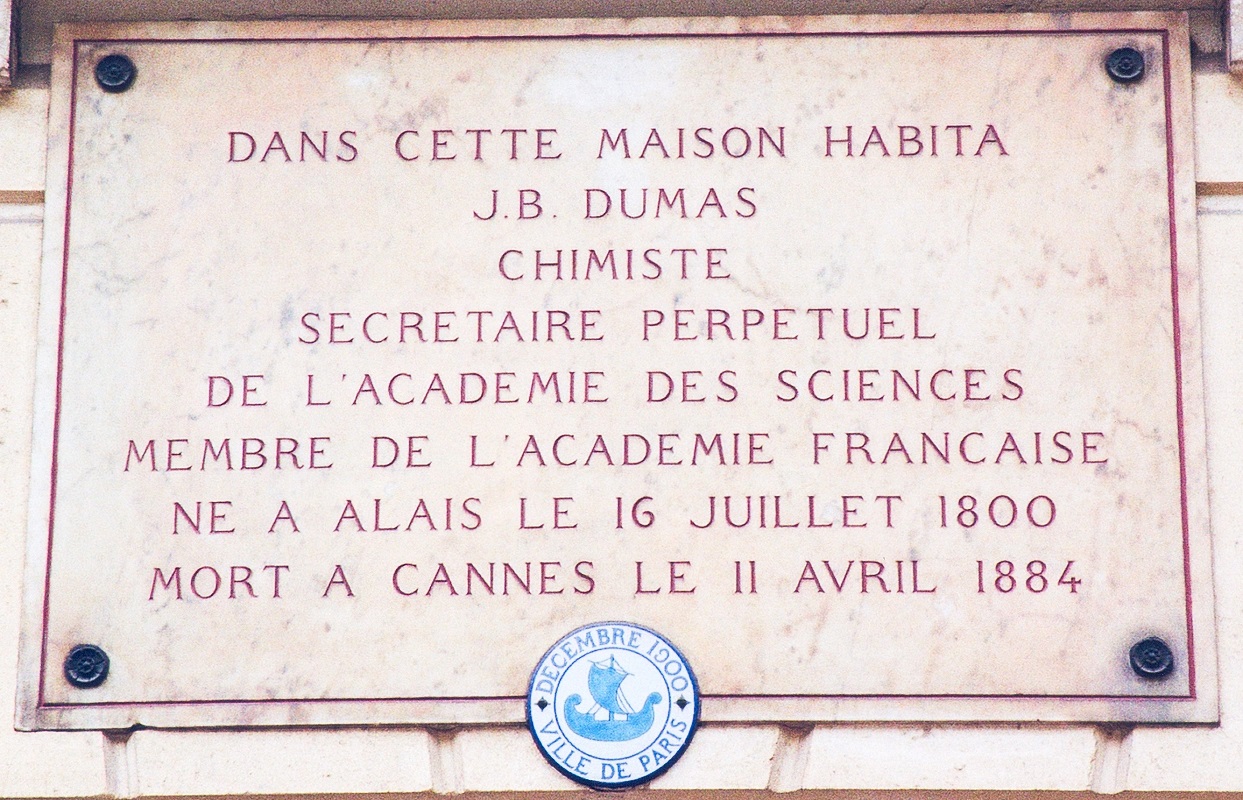 DANS CETTE MAISON HABITA
J.B. DUMAS
CHIMISTE
SECRETAIRE PERPETUEL
DE L'ACADEMIE DES SCIENCES
MEMBRE DE L'ACADEMIE FRANCAISE
NE A ALAIS LE 16 JUILLET 1800
MORT A CANNES LE 11 AVRIL 1884
DECEMBRE 1900
VILLE DE PARIS